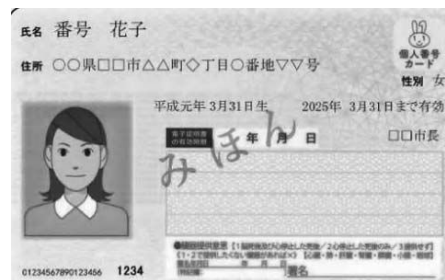 氏名 番号 花子
個人番号
カード
住所 ○○県□□市△△町◇丁目○番地▽▽号
性別 女
平成元年3月31日生 2025年 3月31日まで有効
電子証明書
の有効期限
年 月 日
□□市長
みほん
署名
01234567890123466 1234